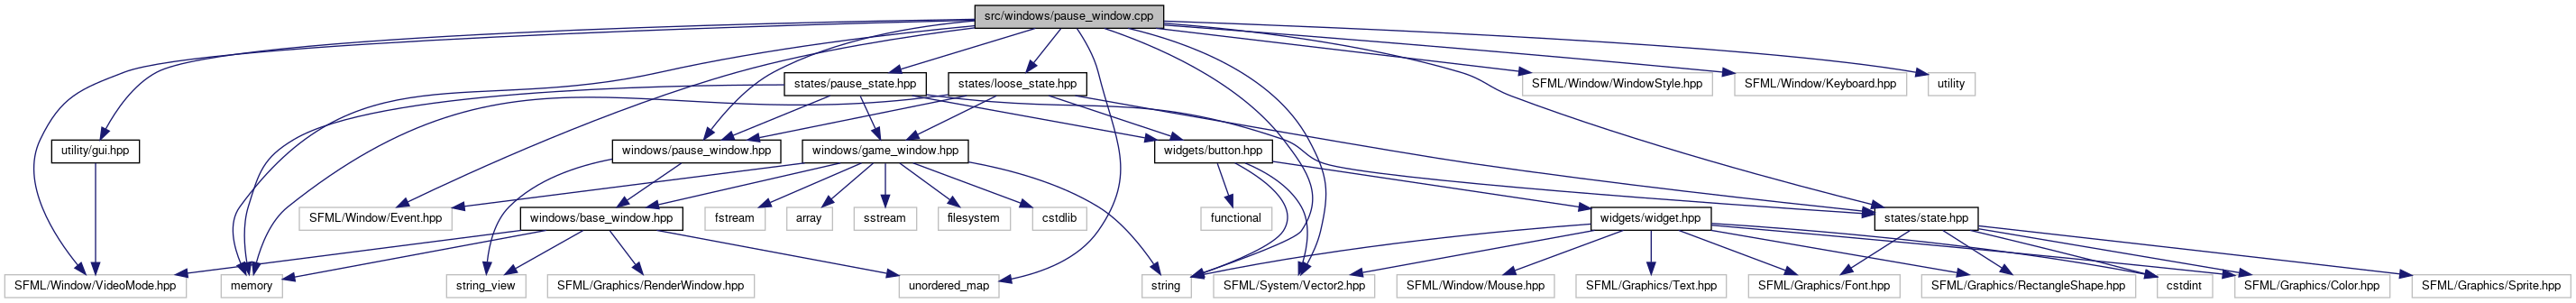 src/windows/pause_window.cpp
states/pause_state.hpp
states/loose_state.hpp
SFML/Window/WindowStyle.hpp
SFML/Window/Keyboard.hpp
utility
utility/gui.hpp
windows/pause_window.hpp
windows/game_window.hpp
widgets/button.hpp
SFML/Window/Event.hpp
windows/base_window.hpp
fstream
array
sstream
filesystem
cstdlib
functional
widgets/widget.hpp
states/state.hpp
SFML/Window/VideoMode.hpp
memory
string_view
SFML/Graphics/RenderWindow.hpp
unordered_map
string
SFML/System/Vector2.hpp
SFML/Window/Mouse.hpp
SFML/Graphics/Text.hpp
SFML/Graphics/Font.hpp
SFML/Graphics/RectangleShape.hpp
cstdint
SFML/Graphics/Color.hpp
SFML/Graphics/Sprite.hpp